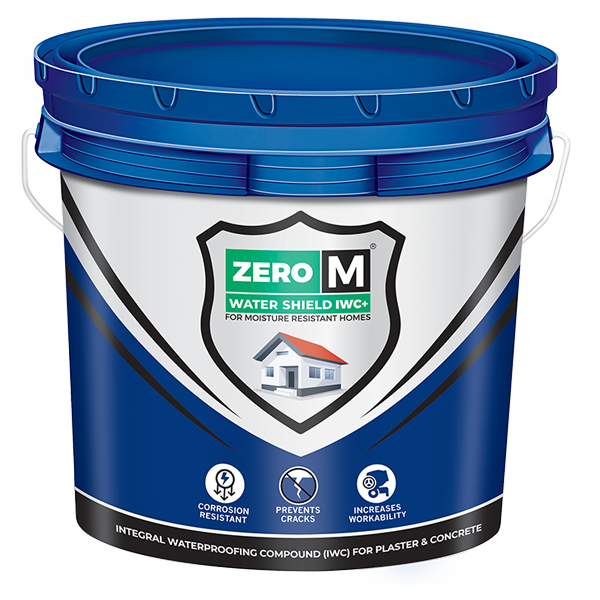 ZERO M®
WATER SHIELD IWC+
FOR MOISTURE RESISTANT HOMES
CORROSION
RESISTANT
PREVENTS
CRACKS
INCREASES
WORKABILITY
INTEGRAL WATERPROOFING COMPOUND (IWC) FOR PLASTER & CONCRETE